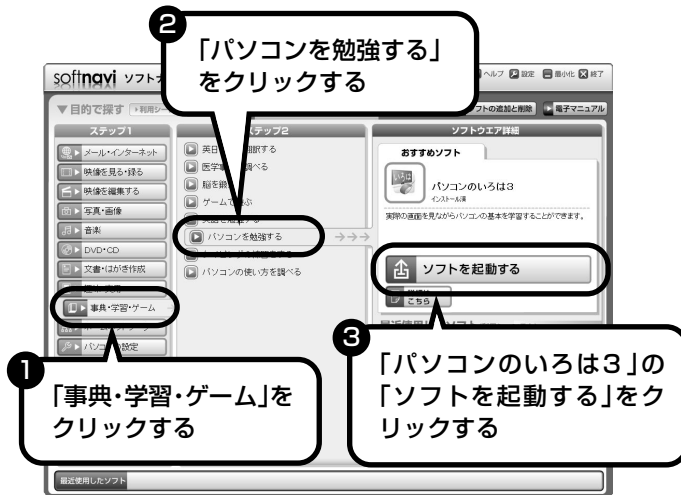 2
「パソコンを勉強する」
をクリックする
softnavi ソフトナ
ヘルプ 設定 最小化 終了
▼目的で探す
フトの追加と削除 電子マニュアル
ステップ1
ステップ2
ソフトウエア詳細
メール・インターネット
映像を見る・録る
映像を編集する
写真・画像
音楽
DVD・CD
文書・はがき作成
事典・学習・ゲーム
パソコンの設定
パソコンを勉強する
パソコンの使い方を調べる
おすすめソフト
パソコンのいろは3
インストール済
実際の画面を見ながらパソコンの基本を学習することができます。
ソフトを起動する
こちら
1
「事典・学習・ゲーム」を
クリックする
3
「パソコンのいろは3」の
「ソフトを起動する」をク
リックする
最近使用したソフト